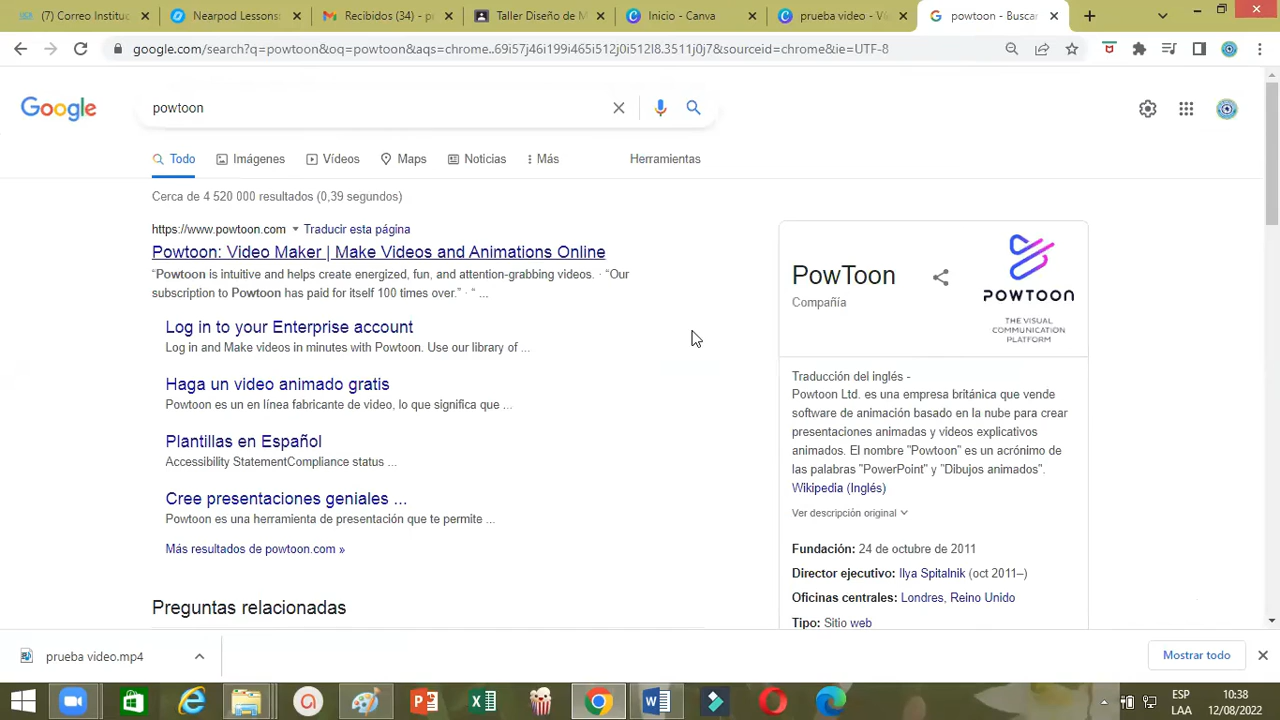 (7) Correo Instituc
Nearpod Lessons:
Recibidos (34) - p
Taller Diseño de M
Inicio - Canva
prueba video - Vi
powtoon - Buscar
google.com/search?q=powtoon&oq=powtoon&aqs=chrome..69i57j46i199i465i512j0i512l8.3511j0j7&sourceid=chrome&ie=UTF-8
Google
powtoon
Todo
Imágenes
Vídeos
Maps
Noticias
Más
Herramientas
Cerca de 4 520 000 resultados (0,39 segundos)
https://www.powtoon.com Traducir esta página
Powtoon: Video Maker | Make Videos and Animations Online
“Powtoon is intuitive and helps create energized, fun, and attention-grabbing videos. · “Our
subscription to Powtoon has paid for itself 100 times over.” · “ ...
Log in to your Enterprise account
Log in and Make videos in minutes with Powtoon. Use our library of ...
Haga un video animado gratis
Powtoon es un en línea fabricante de video, lo que significa que ...
Plantillas en Español
Accessibility StatementCompliance status ...
Cree presentaciones geniales ...
Powtoon es una herramienta de presentación que te permite ...
Más resultados de powtoon.com »
Preguntas relacionadas
PowToon
Compañía
POWTOON
THE VISUAL
COMMUNICATION
PLATFORM
Traducción del inglés -
Powtoon Ltd. es una empresa británica que vende
software de animación basado en la nube para crear
presentaciones animadas y videos explicativos
animados. El nombre "Powtoon" es un acrónimo de
las palabras "PowerPoint" y "Dibujos animados".
Wikipedia (Inglés)
Ver descripción original
Fundación: 24 de octubre de 2011
Director ejecutivo: Ilya Spitalnik (oct 2011–)
Oficinas centrales: Londres, Reino Unido
Tipo: Sitio web
prueba video.mp4
Mostrar todo
ESP
LAA
10:38
12/08/2022